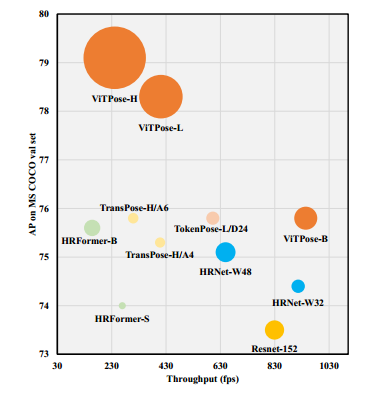 80
79
ViTPose-H
78
ViTPose-L
77
AP on MS COCO val set
76
TransPose-H/A6
TokenPose-L/D24
HRFormer-B
ViTPose-B
75
TransPose-H/A4
HRNet-W48
74
HRNet-W32
HRFormer-S
Resnet-152
73
30 230 430 630 830 1030
Throughput (fps)